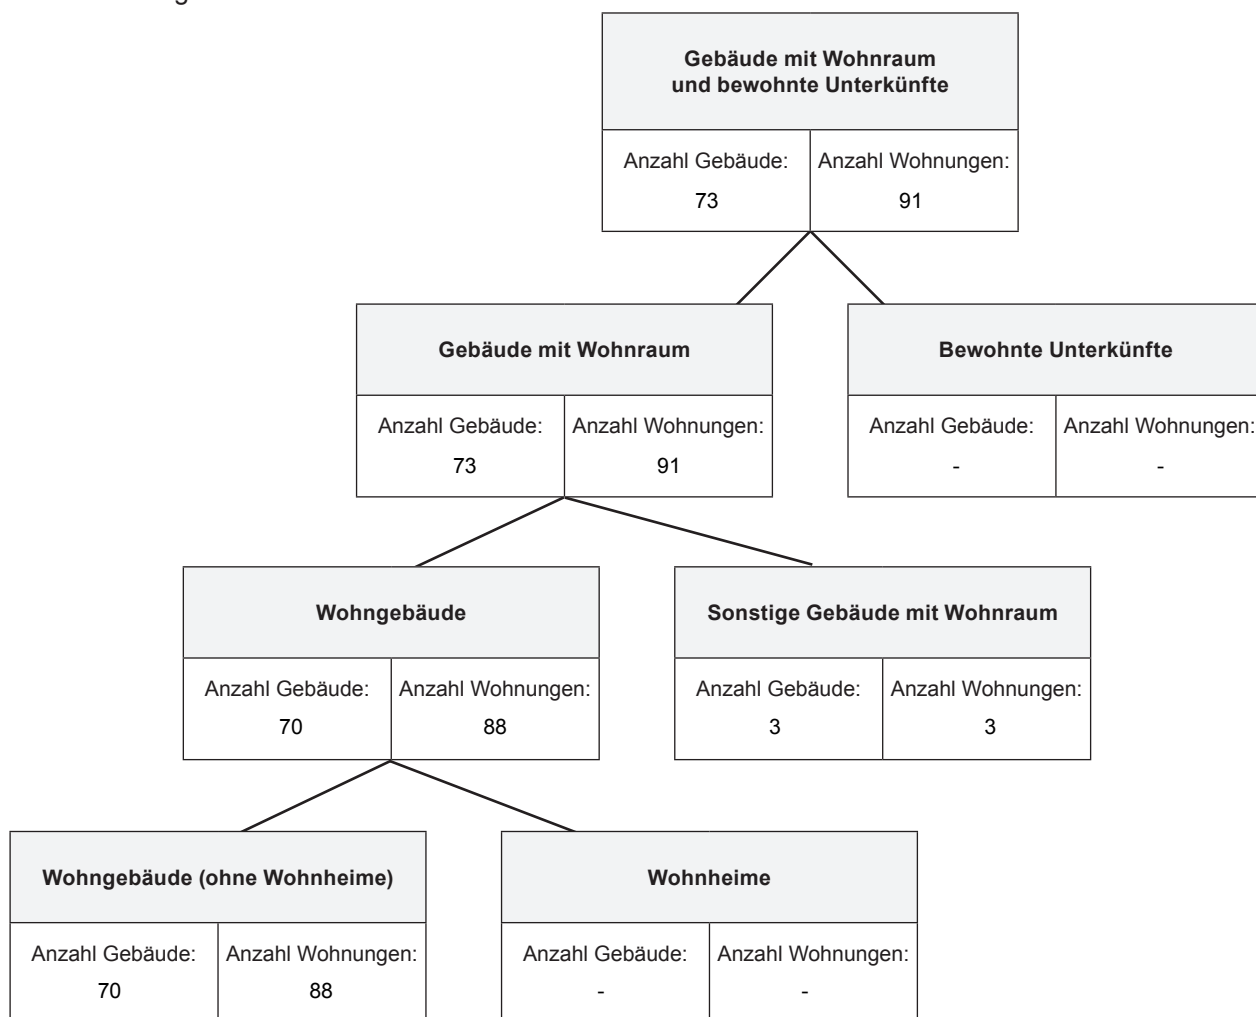 Gebäude mit Wohnraum
und bewohnte Unterkünfte
Anzahl Gebäude: Anzahl Wohnungen:
73 91
Gebäude mit Wohnraum
Anzahl Gebäude: Anzahl Wohnungen:
73 91
Bewohnte Unterkünfte
Anzahl Gebäude: Anzahl Wohnungen:
- -
Wohngebäude
Anzahl Gebäude: Anzahl Wohnungen:
70 88
Sonstige Gebäude mit Wohnraum
Anzahl Gebäude: Anzahl Wohnungen:
3 3
Wohngebäude (ohne Wohnheime)
Anzahl Gebäude: Anzahl Wohnungen:
70 88
Wohnheime
Anzahl Gebäude: Anzahl Wohnungen:
- -